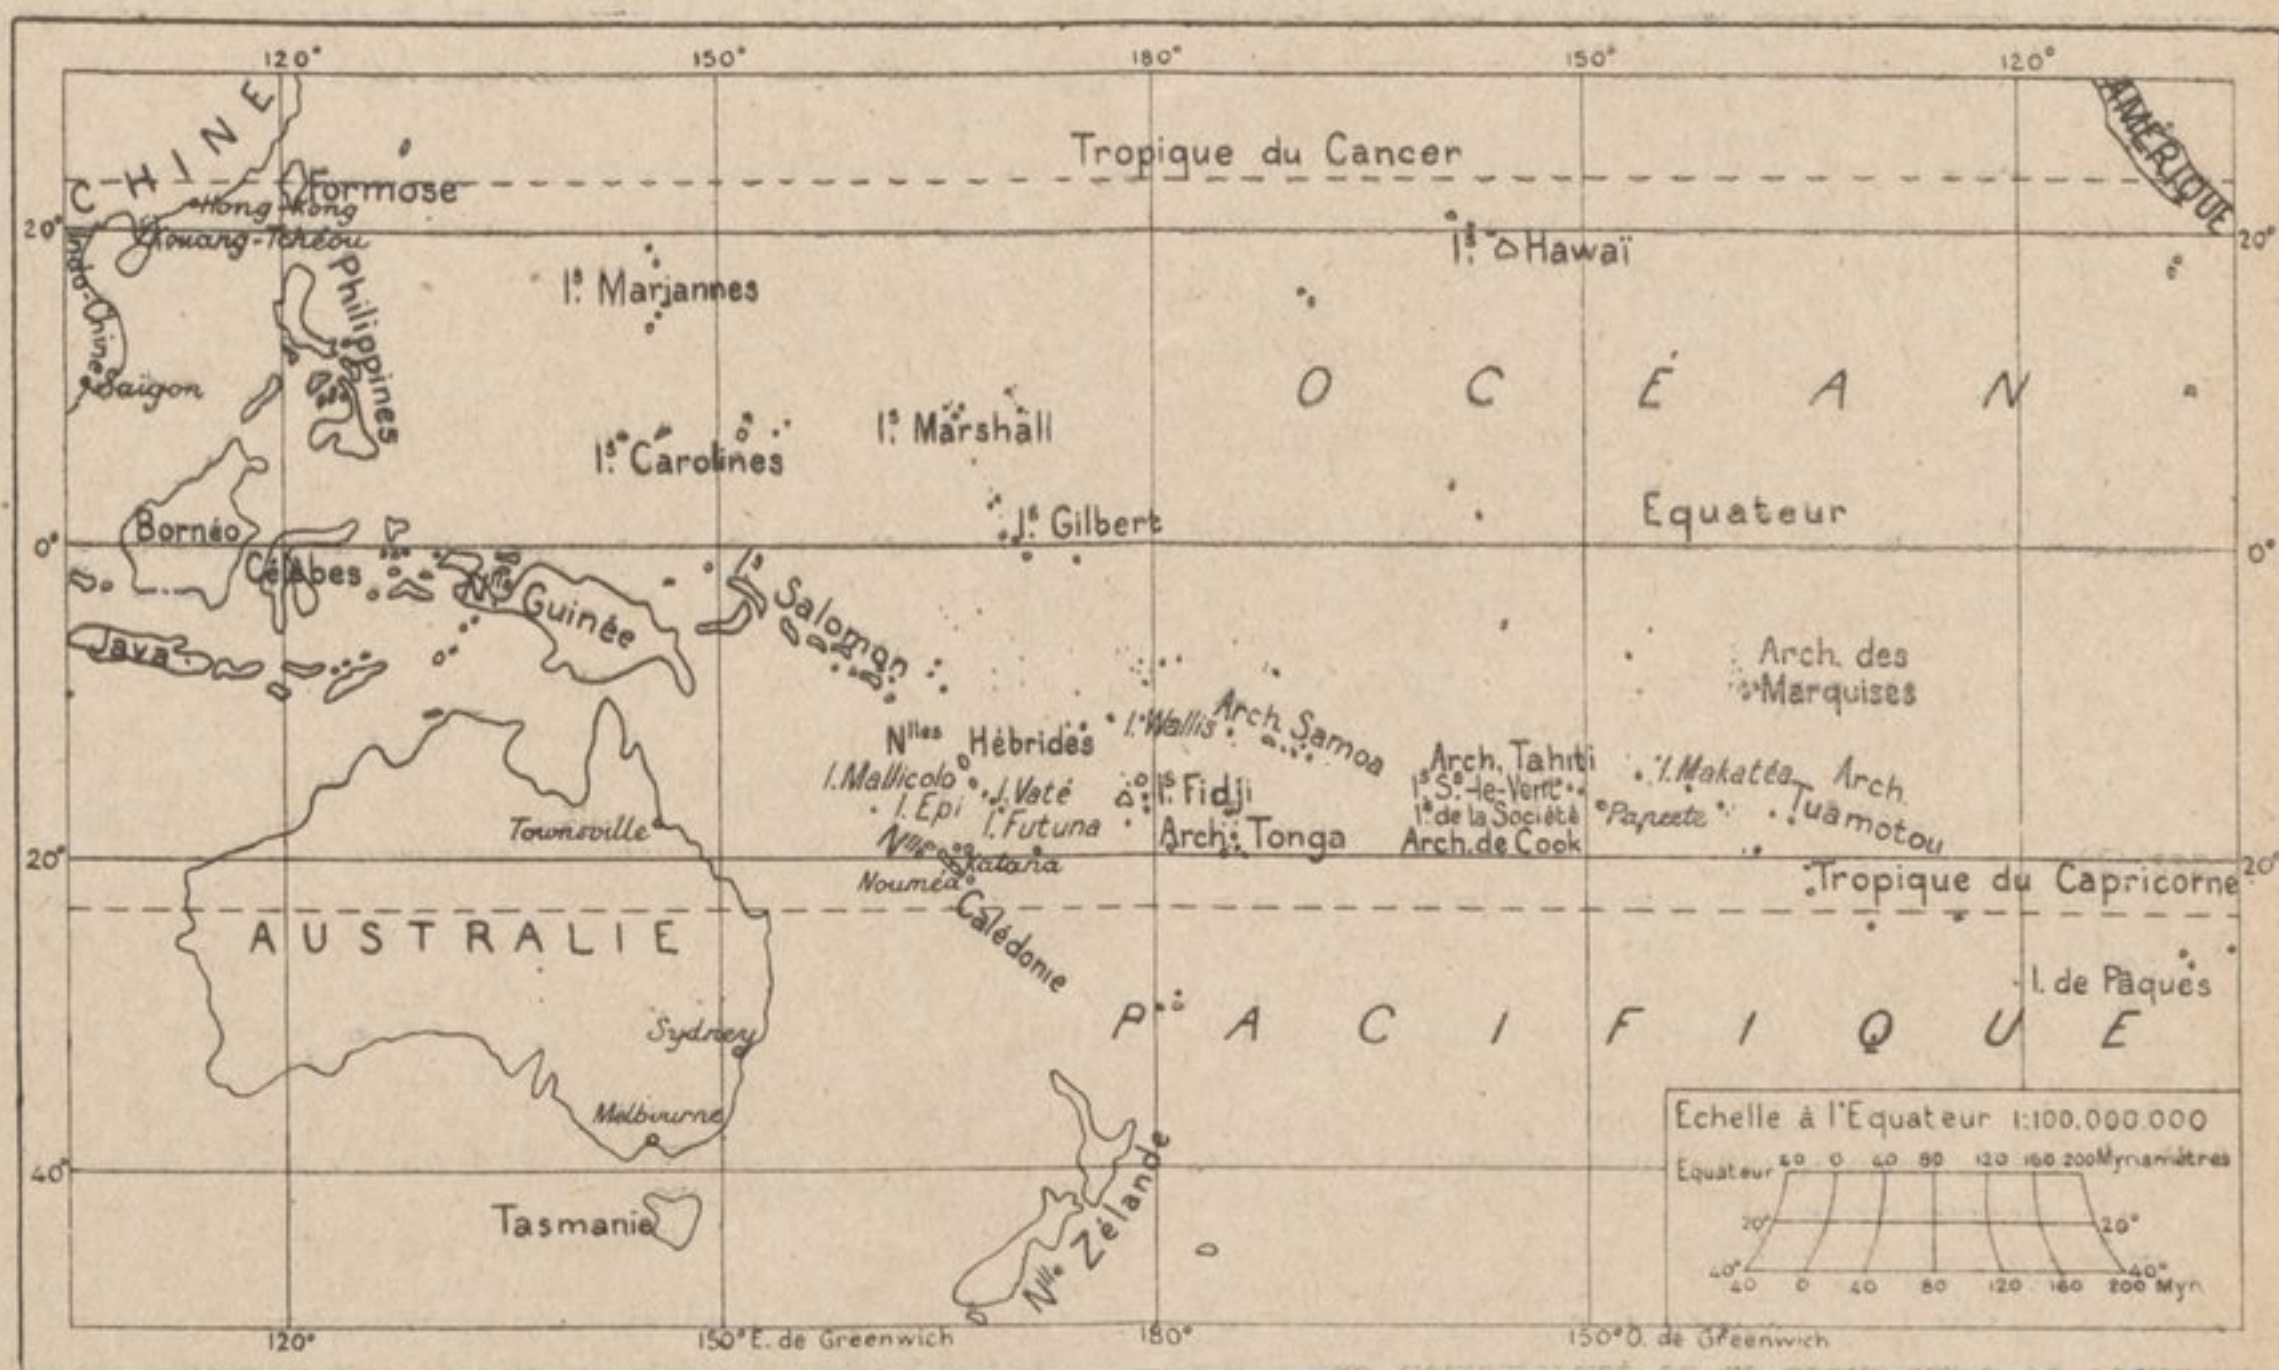 120° 150° 180° 150° 120°
CHINE
AMÉRIQUE
Tropique du Cancer
Formose
Hong-Kong
20° 20°
Kouang-Tchéou
Indo-Chine
Philippines
Iˢ. Hawaï
Iˢ. Marjannes
OCÉAN
Saïgon
Iˢ. Marshall
Iˢ. Carolines
Iˢ. Gilbert
Equateur
Bornéo
0° 0°
Célèbes
Nˡˡᵉ Guinée
Iˢ Salomon
Java
Arch. des
Marquises
I. Wallis
Arch. Samoa
Nˡˡᵉˢ Hébrides
Arch. Tahiti
I. Mallicolo
I. Vaté
Iˢ. Fidji
Iˢ S.-le-Vent
I. Makatéa
Arch.
Tuamotou
I. Epi
I. Futuna
Iˢ de la Société
Papeete
Townsville
Arch. Tonga
Arch. de Cook
20° 20°
Nˡˡᵉ
Katana
Nouméa
Calédonie
Tropique du Capricorne
AUSTRALIE
I. de Pâques
PACIFIQUE
Sydney
Melbourne
40°
Tasmanie
Nˡˡᵉ Zélande
Echelle à l'Equateur 1:100.000.000
Equateur 40 0 40 80 120 160 200 Myriamètres
20° 20°
40° 40°
40 0 40 80 120 160 200 Myr.
120° 150° E. de Greenwich 180° 150° O. de Greenwich